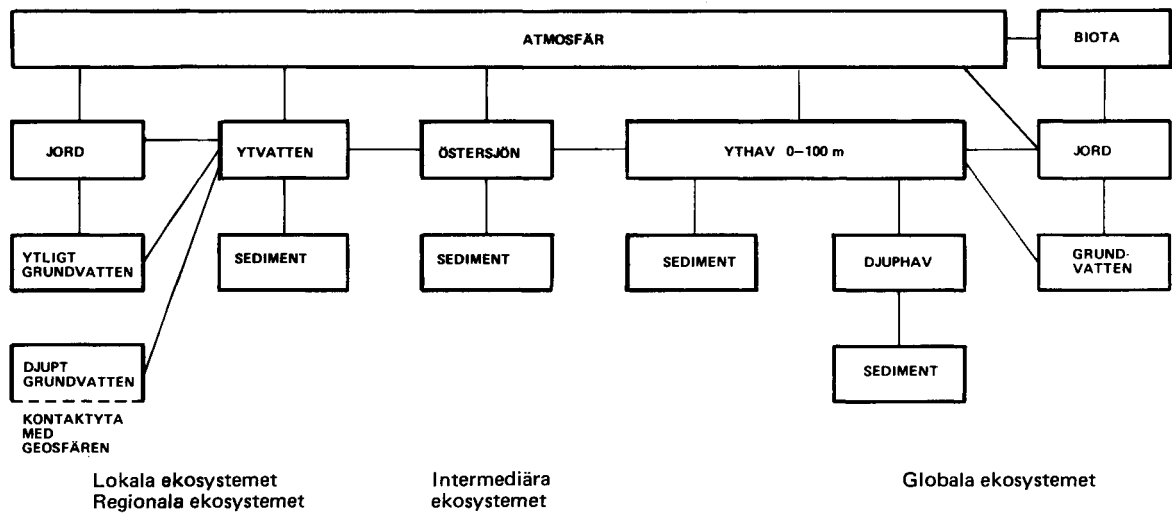 ATMOSFÄR
BIOTA
JORD
YTVATTEN
ÖSTERSJÖN
YTHAV 0–100 m
JORD
YTLIGT
GRUNDVATTEN
SEDIMENT
SEDIMENT
SEDIMENT
DJUPHAV
GRUND-
VATTEN
DJUPT
GRUNDVATTEN
SEDIMENT
KONTAKTYTA
MED
GEOSFÄREN
Lokala ekosystemet
Regionala ekosystemet
Intermediära
ekosystemet
Globala ekosystemet